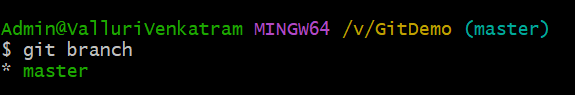 Admin@ValluriVenkatram MINGW64 /v/GitDemo (master)
$ git branch
* master